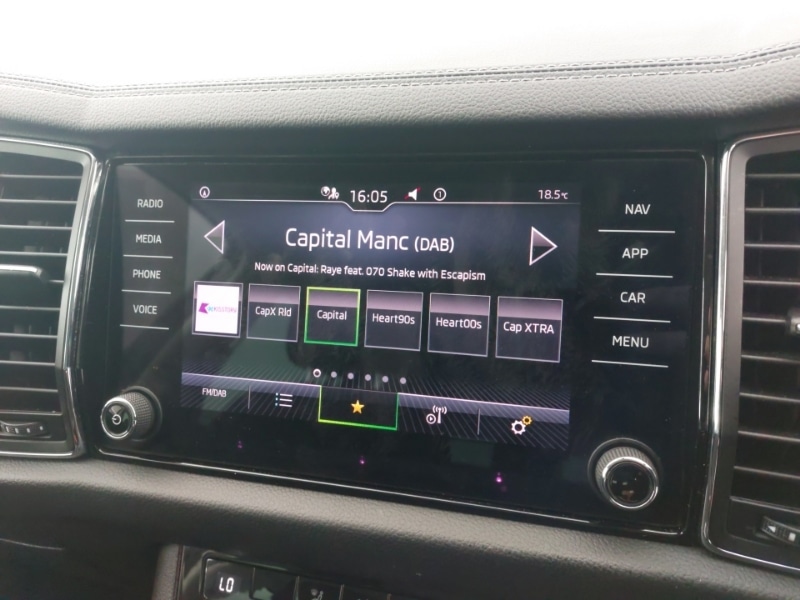 RADIO
MEDIA
PHONE
VOICE
16:05
1
18.5°C
Capital Manc (DAB)
Now on Capital: Raye feat. 070 Shake with Escapism
CapX Rld
Capital
Heart90s
Heart00s
Cap XTRA
FM/DAB
NAV
APP
CAR
MENU
LO